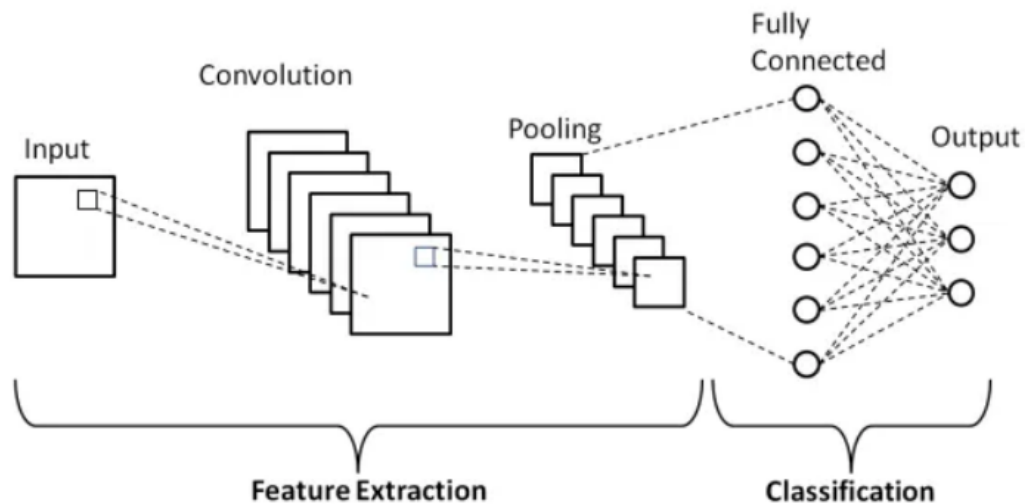 Input
Convolution
Pooling
Fully
Connected
Output
Feature Extraction
Classification